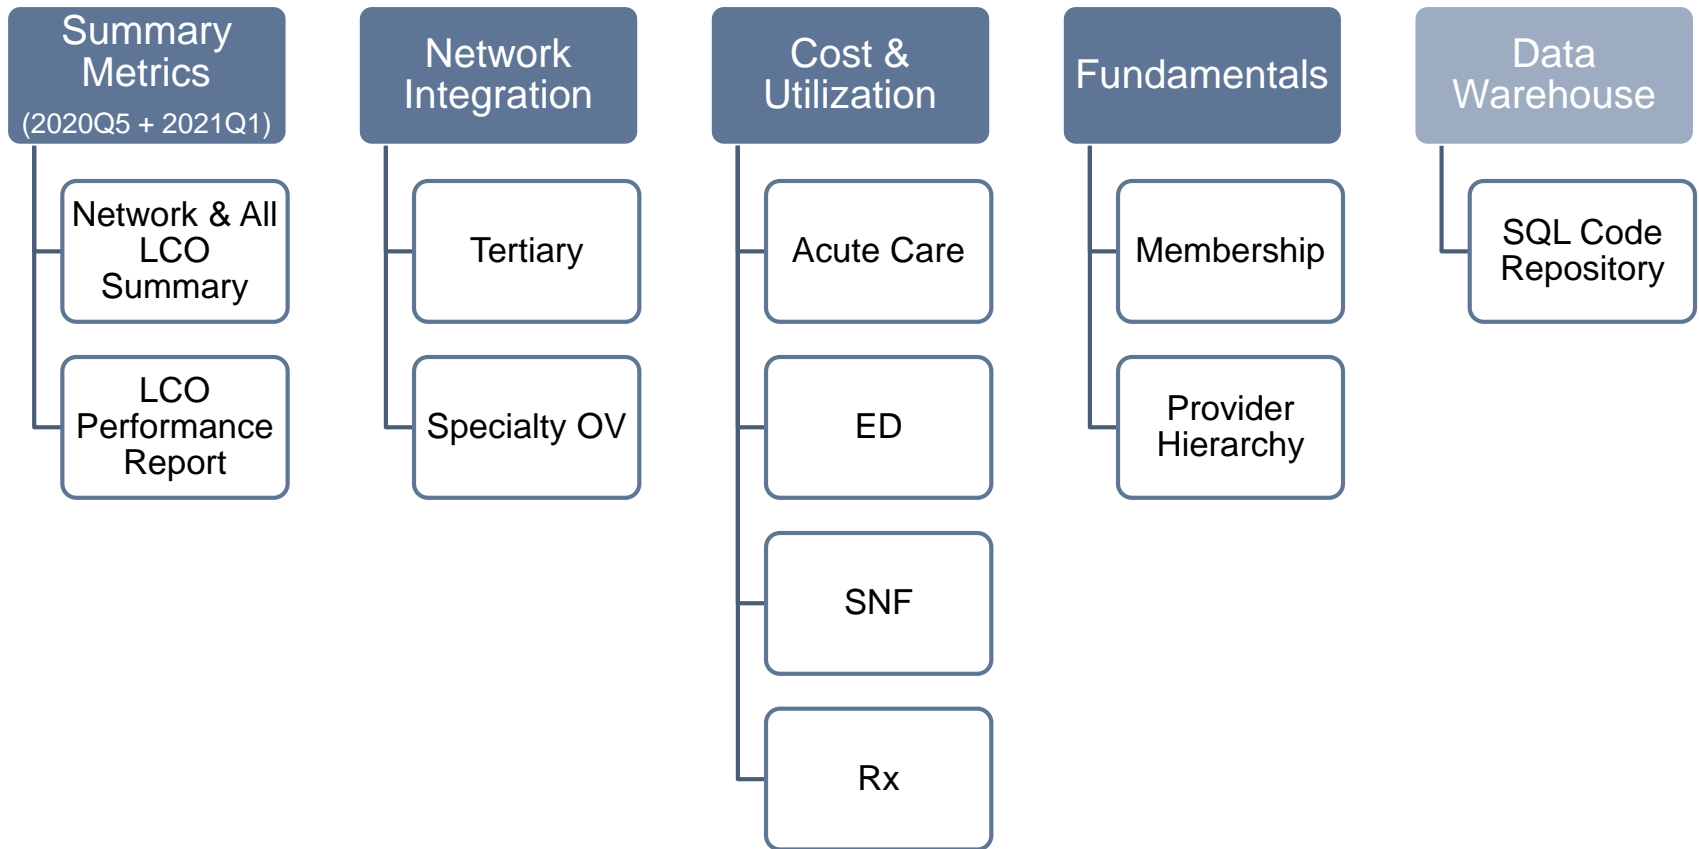 Summary
Metrics
(2020Q5 + 2021Q1)
Network & All
LCO
Summary
LCO
Performance
Report
Network
Integration
Tertiary
Specialty OV
Cost &
Utilization
Acute Care
ED
SNF
Rx
Fundamentals
Membership
Provider
Hierarchy
Data
Warehouse
SQL Code
Repository